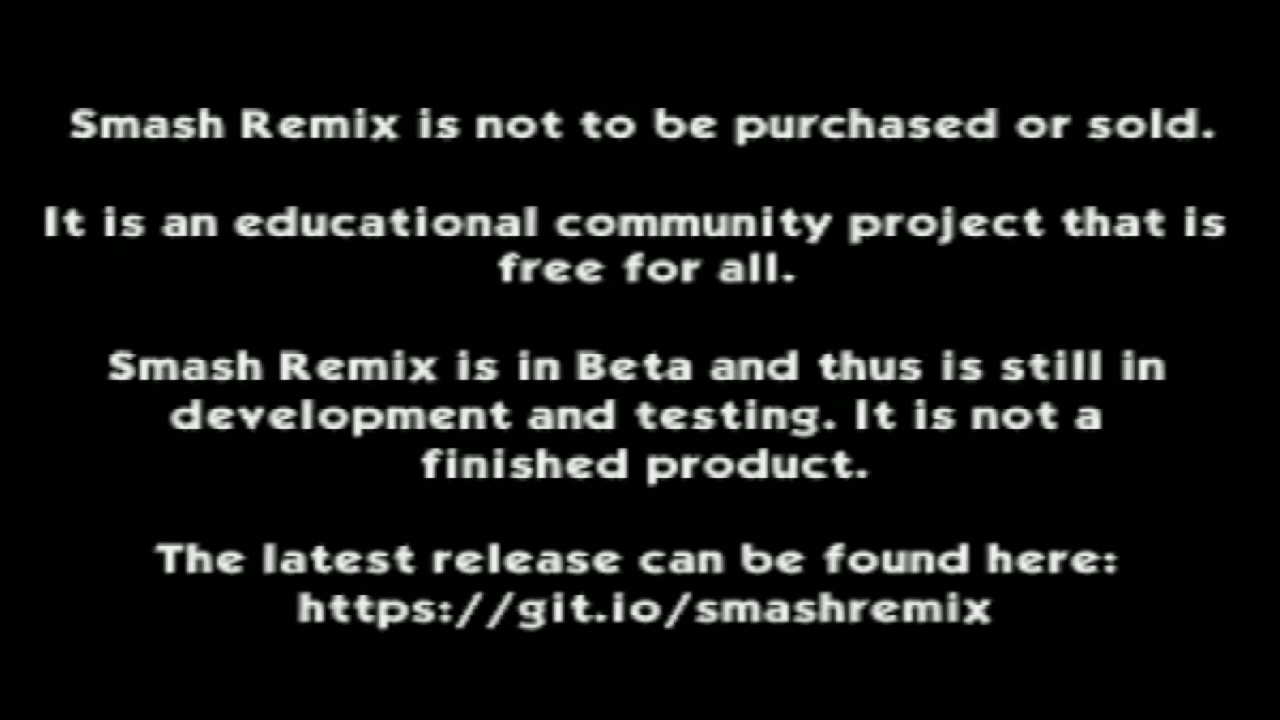 Smash Remix is not to be purchased or sold.
It is an educational community project that is
free for all.
Smash Remix is in Beta and thus is still in
development and testing. It is not a
finished product.
The latest release can be found here:
https://git.io/smashremix